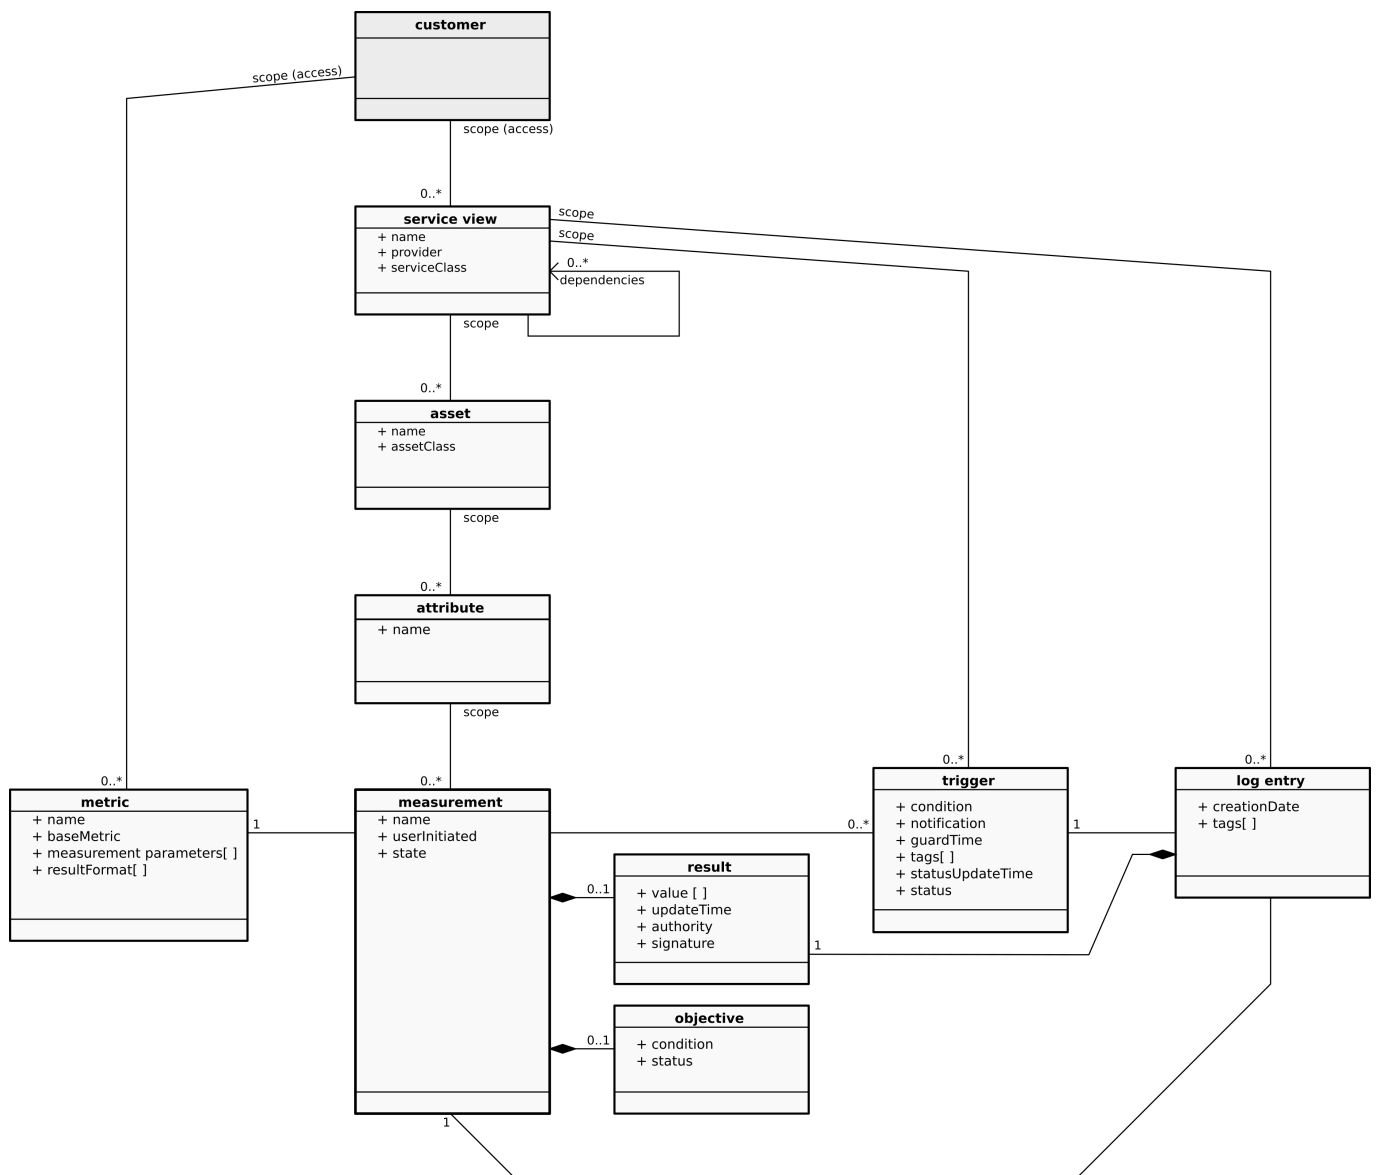 customer
scope (access)
scope (access)
0..*
service view
+ name
+ provider
+ serviceClass
scope
scope
0..*
dependencies
scope
0..*
asset
+ name
+ assetClass
scope
0..*
attribute
+ name
scope
0..*
0..*
0..*
0..*
metric
+ name
+ baseMetric
+ measurement parameters[ ]
+ resultFormat[ ]
1
measurement
+ name
+ userInitiated
+ state
0..*
trigger
+ condition
+ notification
+ guardTime
+ tags[ ]
+ statusUpdateTime
+ status
1
log entry
+ creationDate
+ tags[ ]
0..1
result
+ value [ ]
+ updateTime
+ authority
+ signature
1
0..1
objective
+ condition
+ status
1